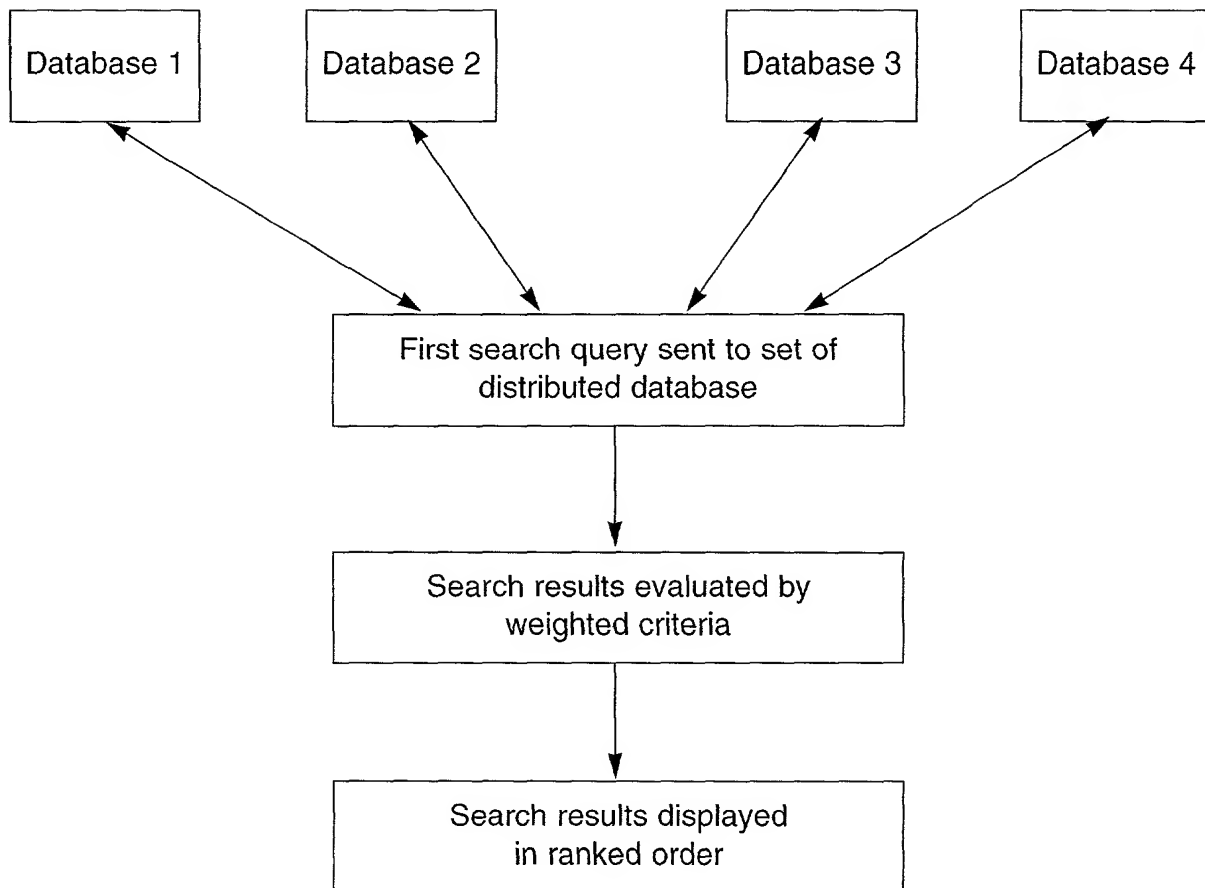 Database 1
Database 2
Database 3
Database 4
First search query sent to set of
distributed database
Search results evaluated by
weighted criteria
Search results displayed
in ranked order